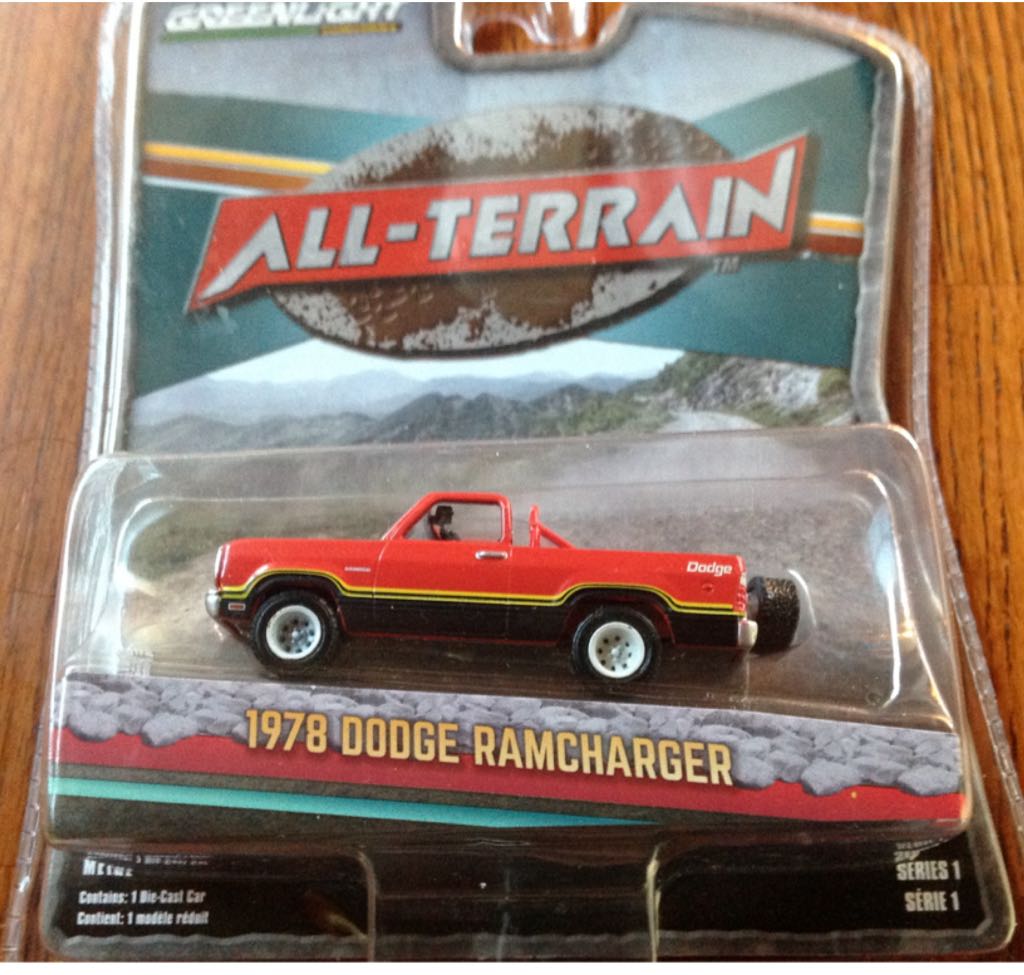 GREENLIGHT
ALL-TERRAIN
TM
Dodge
1978 DODGE RAMCHARGER
Contains: 1 Die-Cast Car
Contient: 1 modèle réduit
SERIES 1
SÉRIE 1